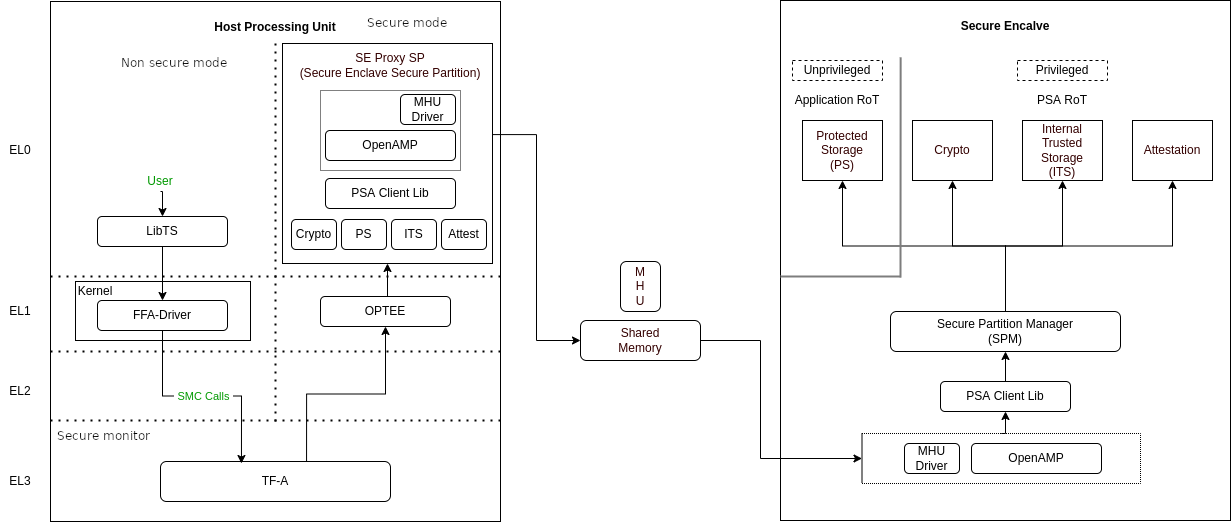 Host Processing Unit
Secure mode
Non secure mode
SE Proxy SP
(Secure Enclave Secure Partition)
MHU
Driver
OpenAMP
PSA Client Lib
Crypto
PS
ITS
Attest
EL0
User
LibTS
Kernel
FFA-Driver
EL1
OPTEE
EL2
SMC Calls
Secure monitor
EL3
TF-A
M
H
U
Shared
Memory
Secure Encalve
Unprivileged
Privileged
Application RoT
PSA RoT
Protected
Storage
(PS)
Crypto
Internal
Trusted
Storage
(ITS)
Attestation
Secure Partition Manager
(SPM)
PSA Client Lib
MHU
Driver
OpenAMP